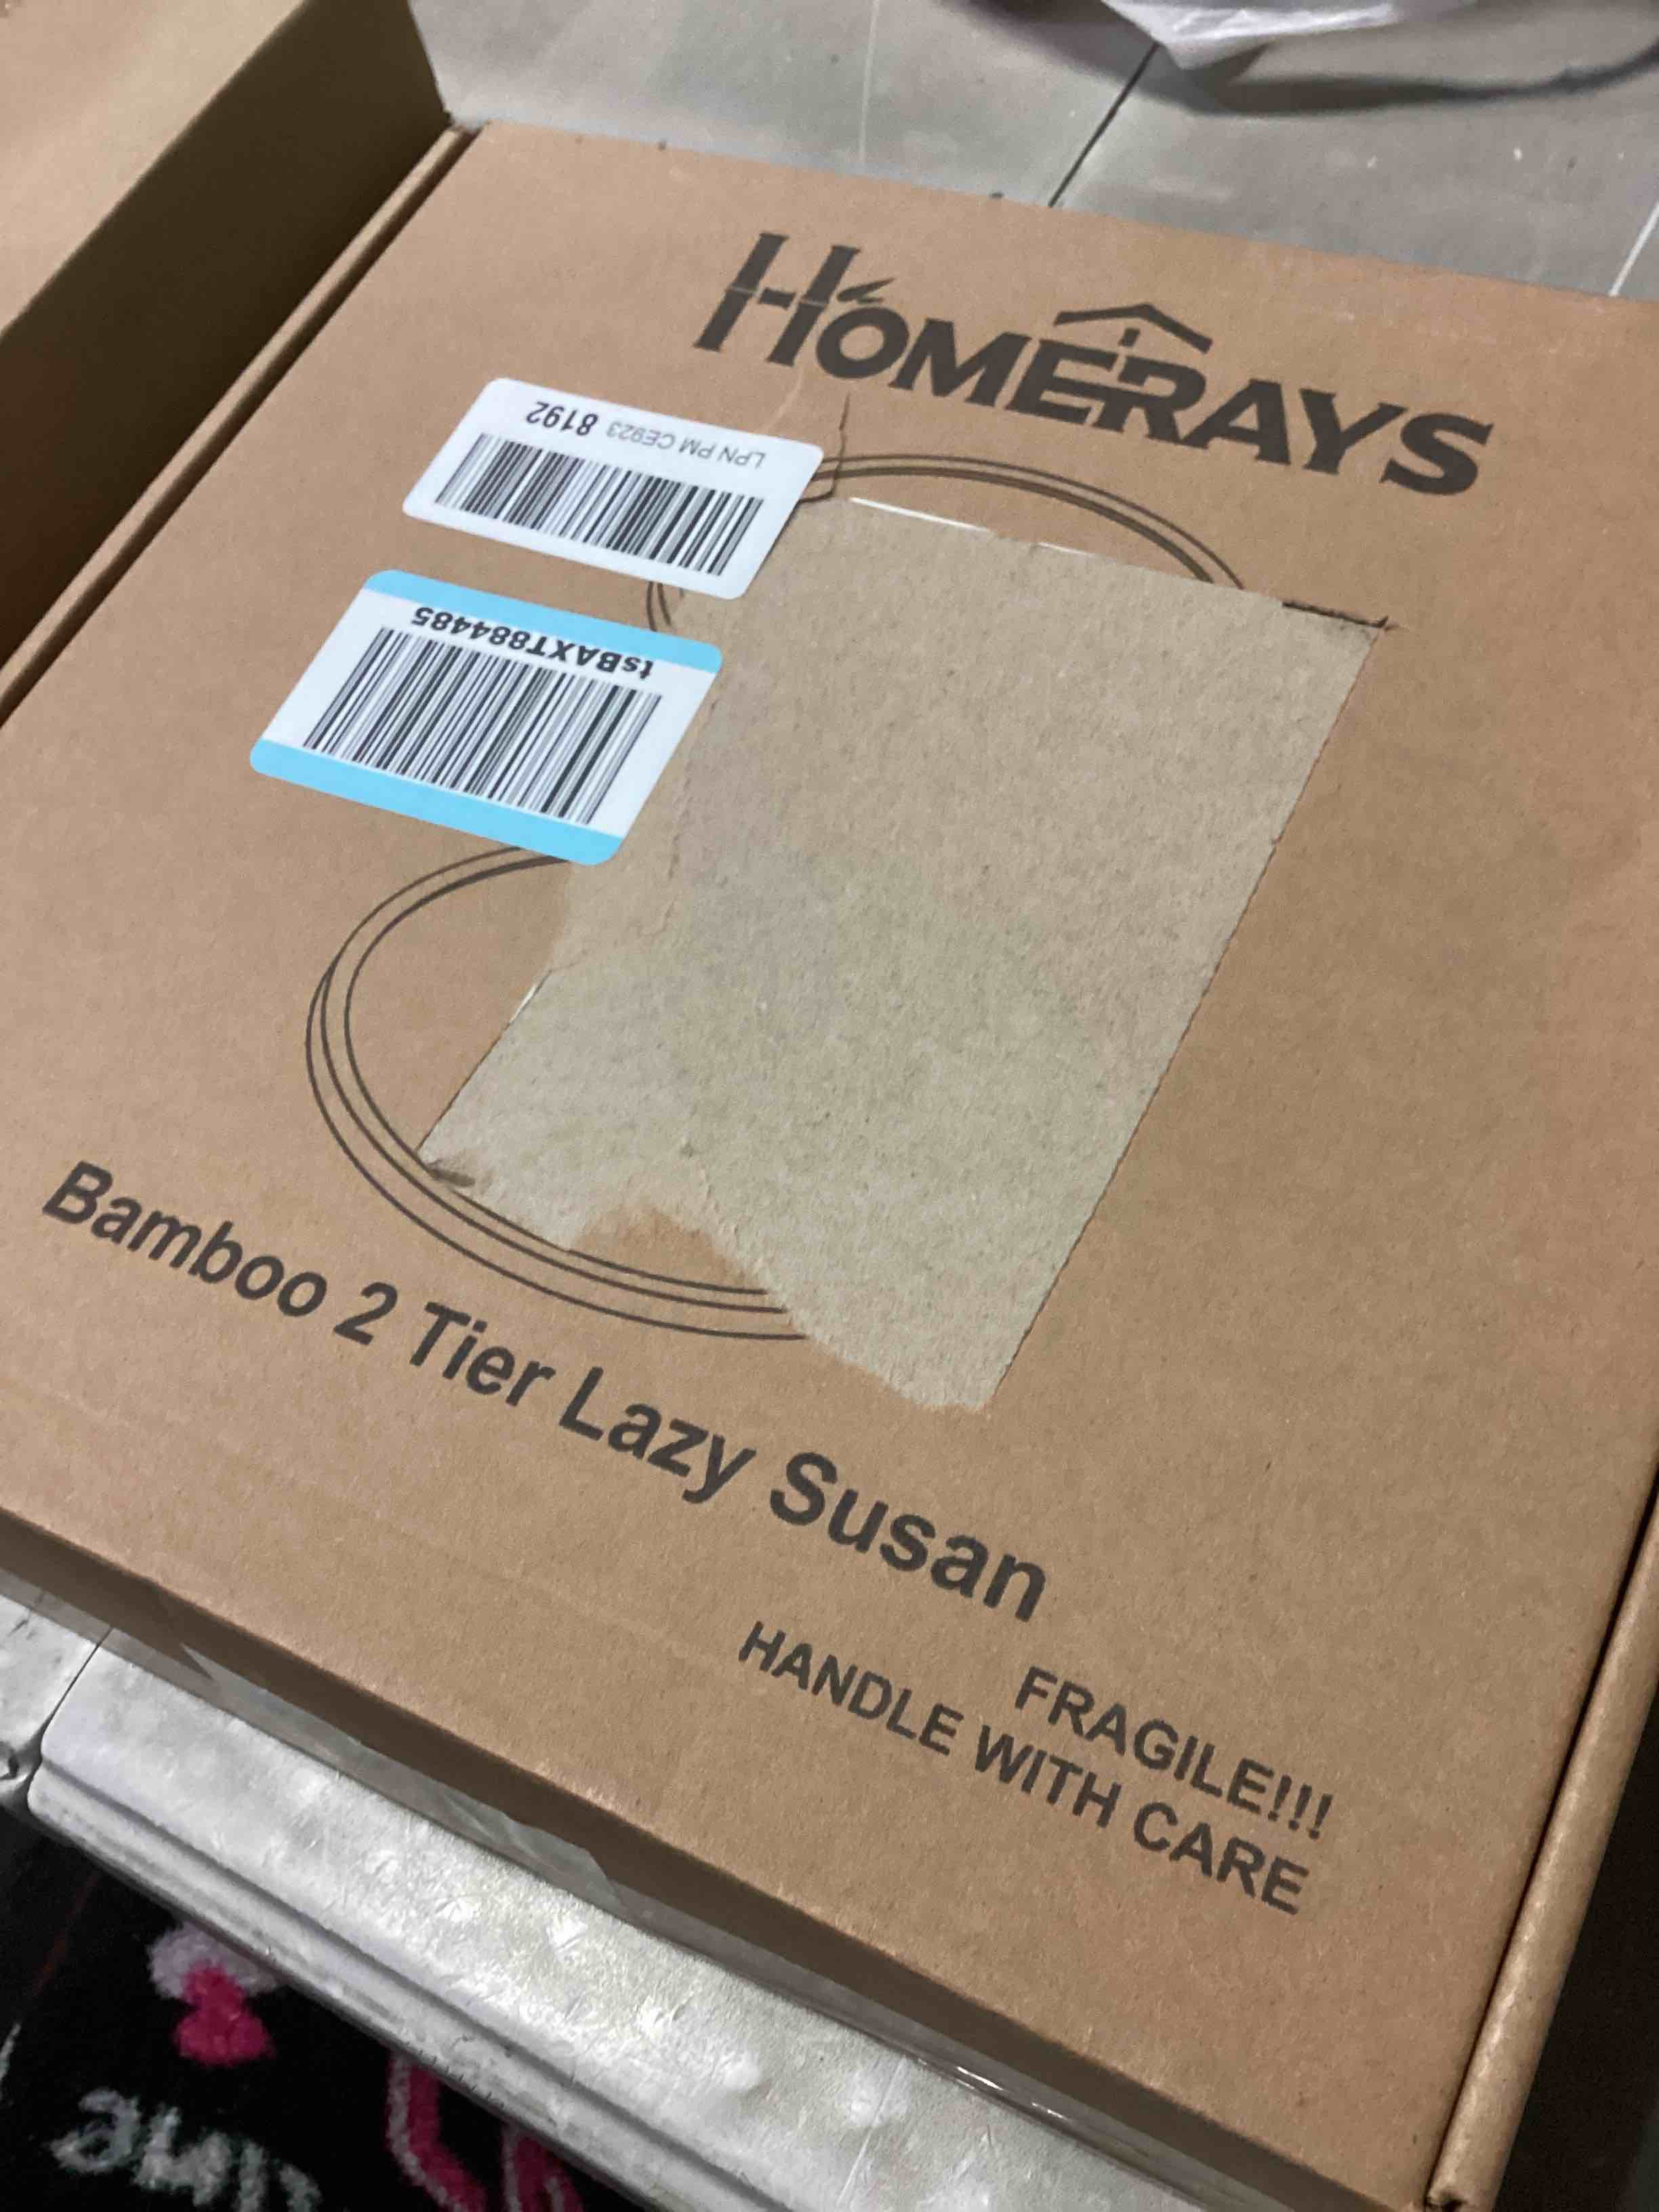 HOMERAYS
LPN PM CE923 8192
tsBAXT884485
Bamboo 2 Tier Lazy Susan
FRAGILE!!!
HANDLE WITH CARE